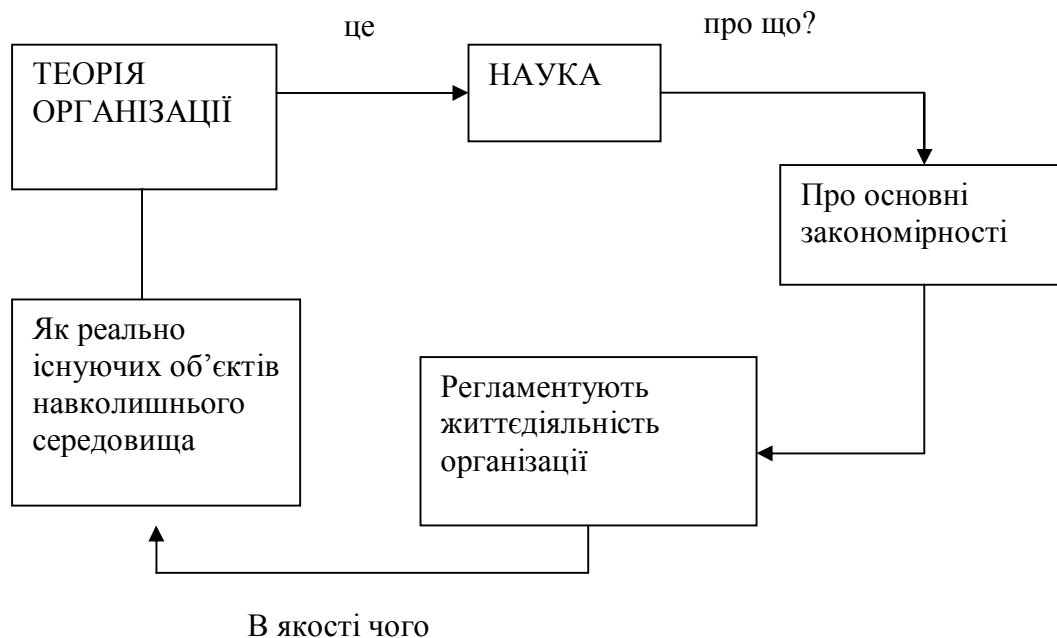 це
про що?
ТЕОРІЯ
ОРГАНІЗАЦІЇ
НАУКА
Про основні
закономірності
Як реально
існуючих об’єктів
навколишнього
середовища
Регламентують
життєдіяльність
організації
В якості чого